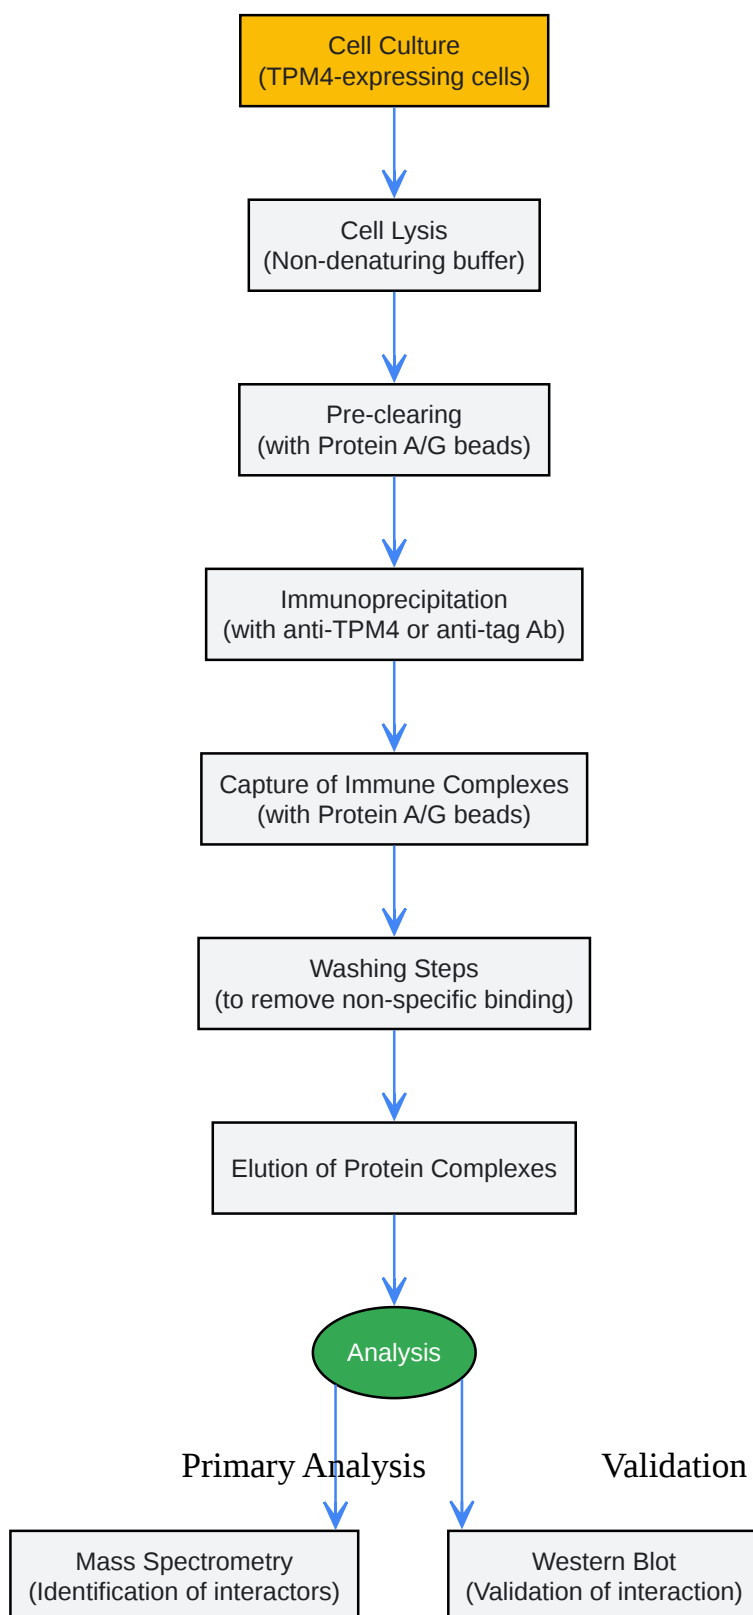 Cell Culture
(TPM4-expressing cells)
Cell Lysis
(Non-denaturing buffer)
Pre-clearing
(with Protein A/G beads)
Immunoprecipitation
(with anti-TPM4 or anti-tag Ab)
Capture of Immune Complexes
(with Protein A/G beads)
Washing Steps
(to remove non-specific binding)
Elution of Protein Complexes
Analysis
Primary Analysis
Validation
Mass Spectrometry
(Identification of interactors)
Western Blot
(Validation of interaction)